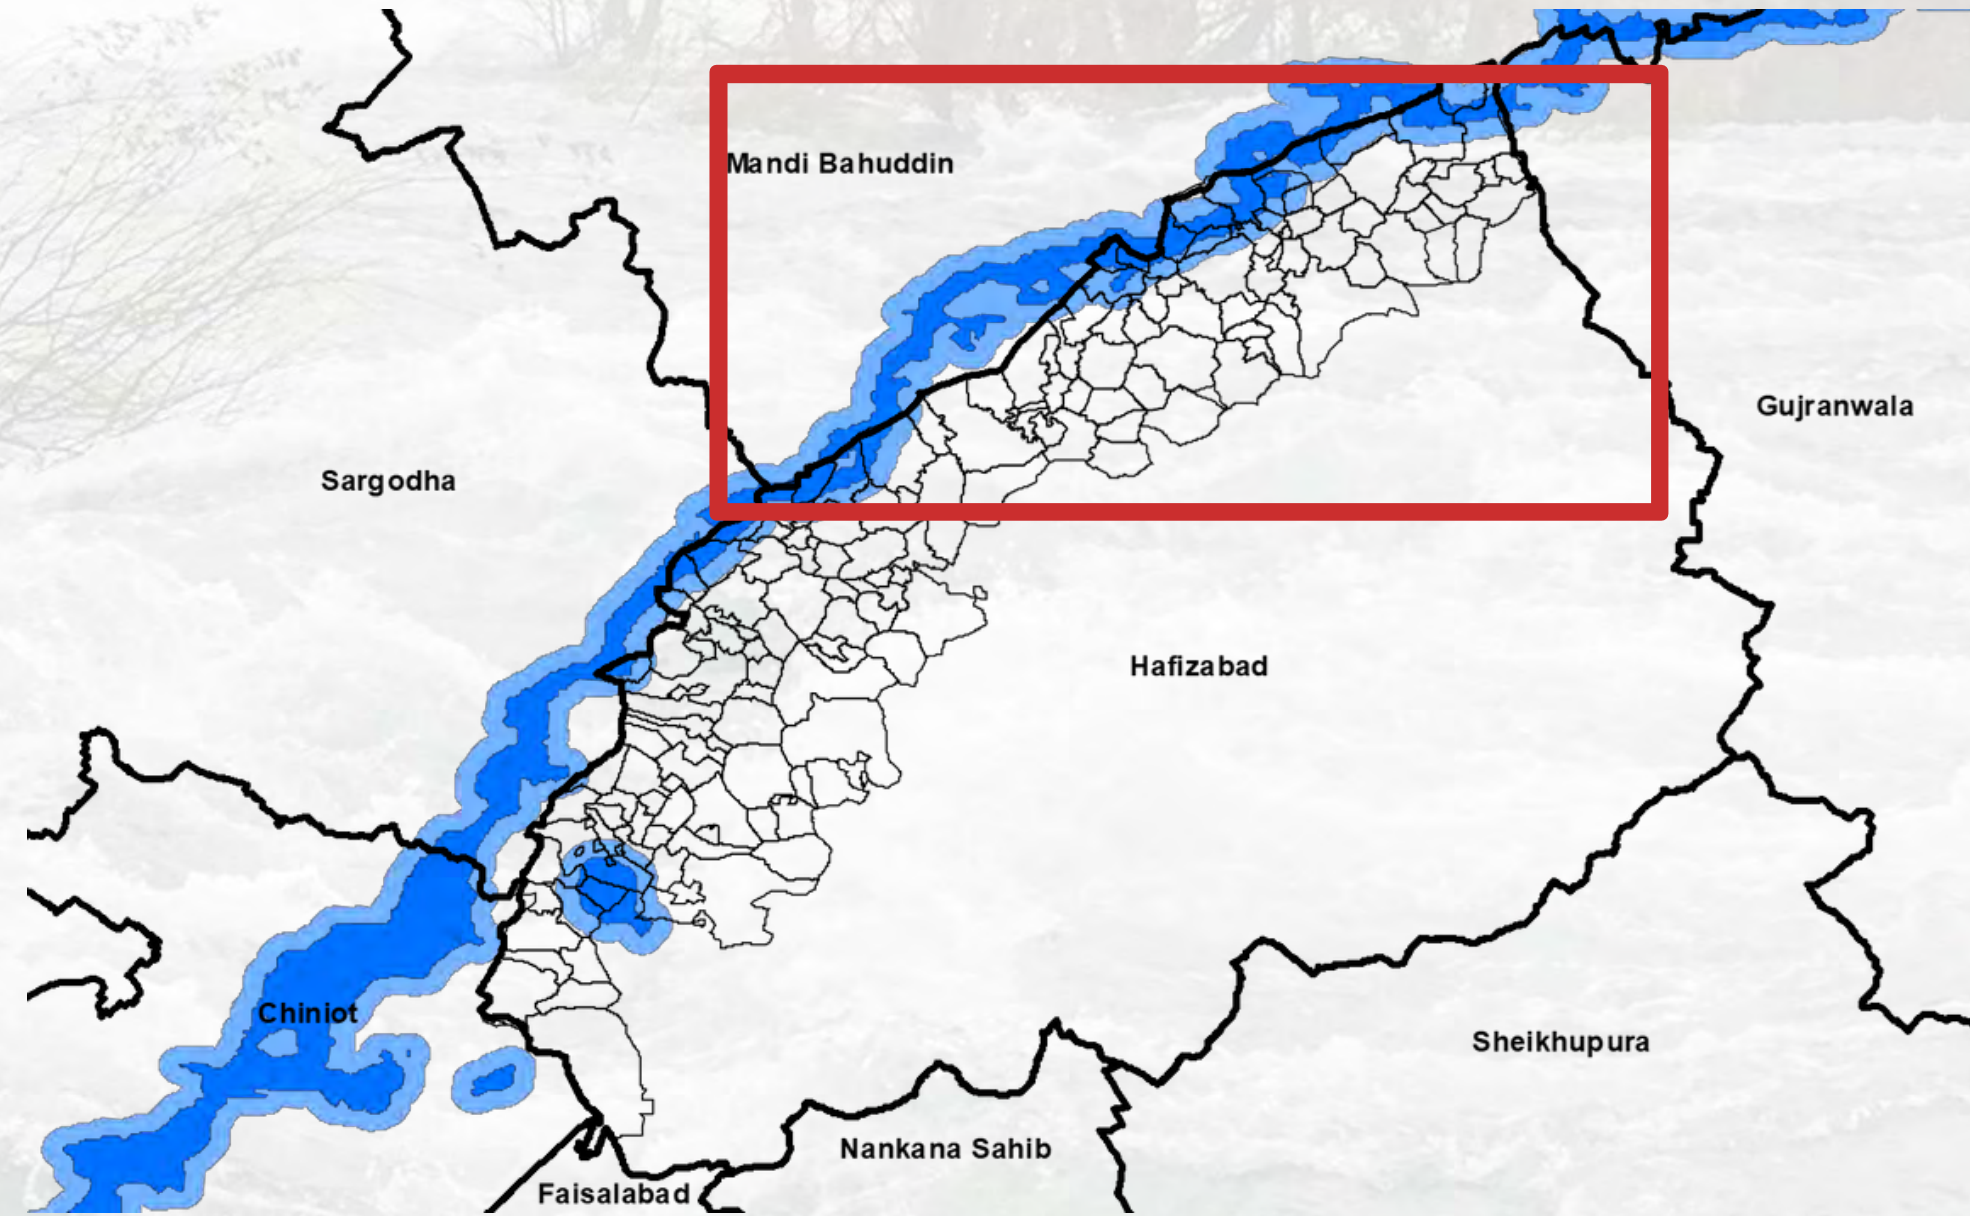 Mandi Bahuddin
Gujranwala
Sargodha
Hafizabad
Chiniot
Sheikhupura
Nankana Sahib
Faisalabad